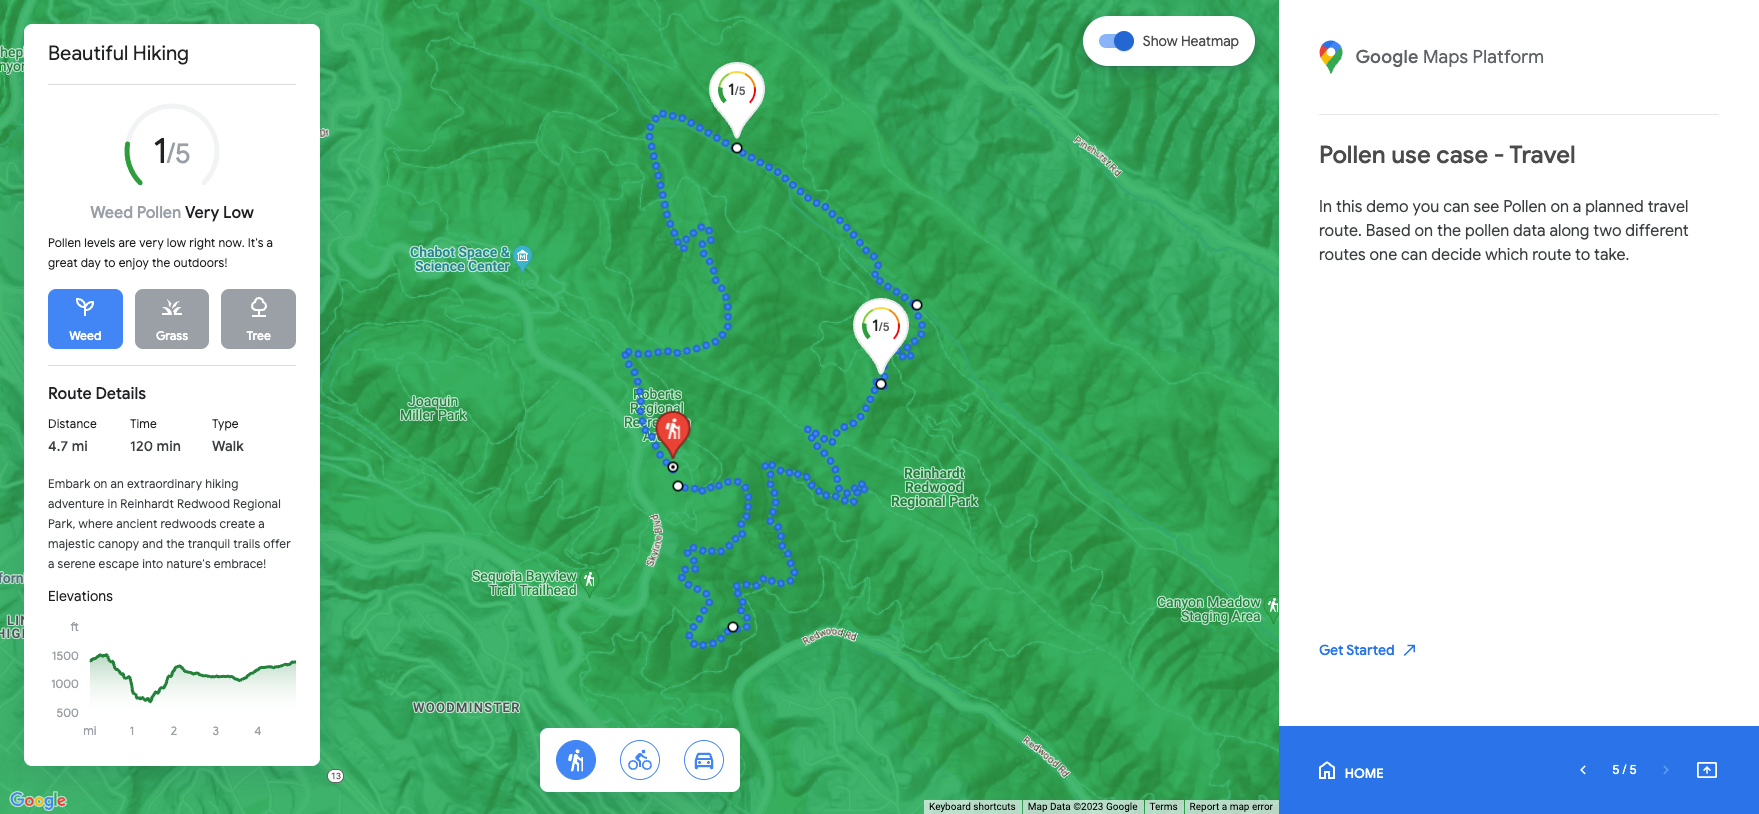 Beautiful Hiking
1/5
Weed Pollen Very Low
Pollen levels are very low right now. It's a
great day to enjoy the outdoors!
Weed
Grass
Tree
Route Details
Distance
Time
Type
4.7 mi
120 min
Walk
Embark on an extraordinary hiking
adventure in Reinhardt Redwood Regional
Park, where ancient redwoods create a
majestic canopy and the tranquil trails offer
a serene escape into nature's embrace!
Elevations
ft
1500
1000
500
mi
1
2
3
4
Show Heatmap
1/5
Pinehurst Rd
Chabot Space &
Science Center
1/5
Joaquin
Miller Park
Roberts
Regional
Reinhardt
Redwood
Regional Park
Skyline Blvd
Sequoia Bayview
Trail Trailhead
Canyon Meadow
Staging Area
Redwood Rd
WOODMINSTER
Redwood Rd
13
Google
Keyboard shortcuts
Map Data ©2023 Google
Terms
Report a map error
Google Maps Platform
Pollen use case - Travel
In this demo you can see Pollen on a planned travel
route. Based on the pollen data along two different
routes one can decide which route to take.
Get Started
HOME
5 / 5